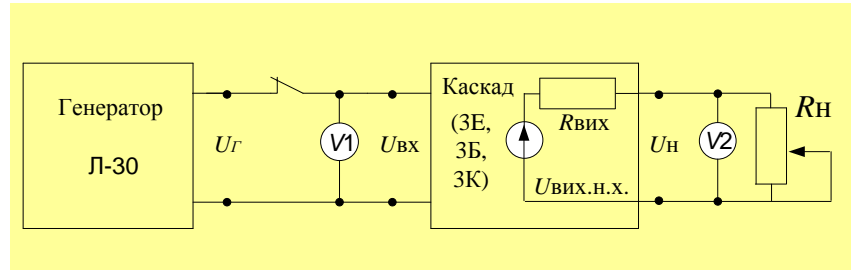 Генератор
Л-30
UГ
V1
Uвх
Каскад
(ЗЕ,
ЗБ,
ЗК)
Rвих
Uвих.н.х.
Uн
V2
Rн